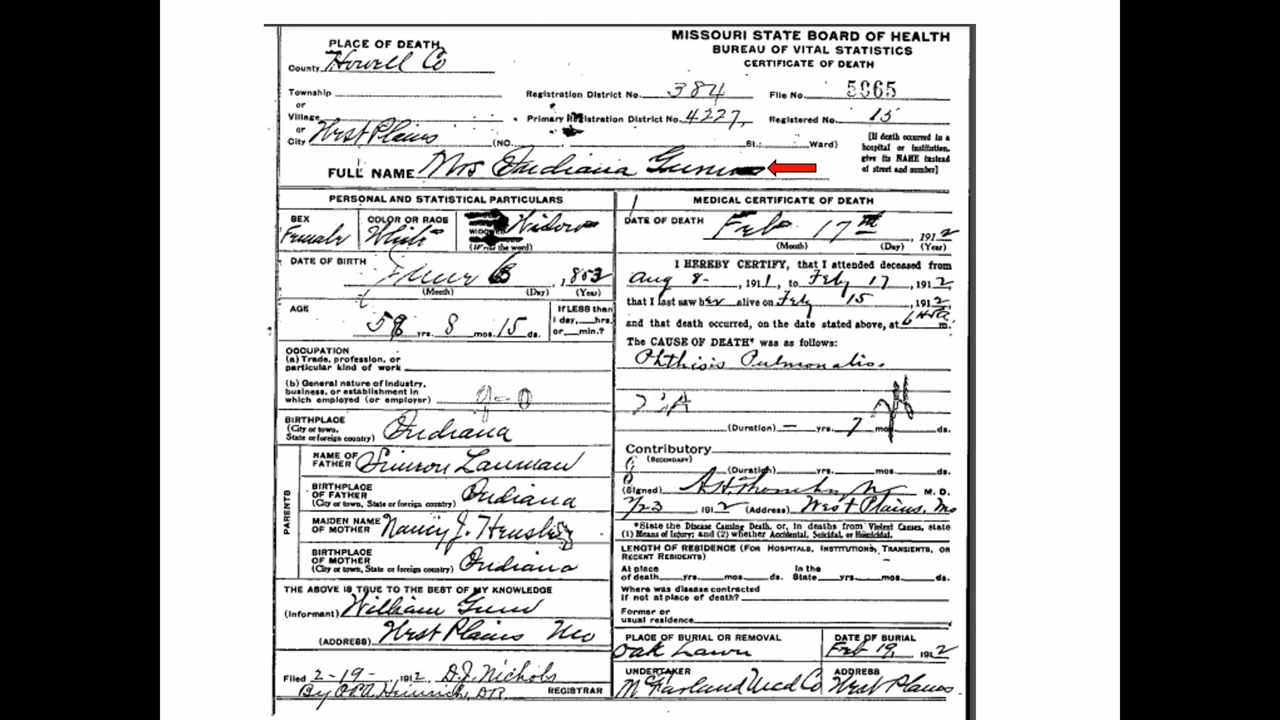 MISSOURI STATE BOARD OF HEALTH
BUREAU OF VITAL STATISTICS
CERTIFICATE OF DEATH
PLACE OF DEATH
County Howell Co
Township
or
Village
or
City West Plains (NO. St.; Ward)
Registration District No. 384 File No. 5865
Primary Registration District No. 4227, Registered No. 15
[If death occurred in a
hospital or institution,
give its NAME instead
of street and number]
FULL NAME Mrs Indiana Gunn
PERSONAL AND STATISTICAL PARTICULARS
SEX
Female
COLOR OR RACE
White
WIDOWED Widow
(Write the word)
DATE OF BIRTH
, 1853
(Month) (Day) (Year)
AGE
58 yrs. 8 mos. 15 ds.
If LESS than
1 day, hrs.
or min.?
OCCUPATION
(a) Trade, profession, or
particular kind of work
(b) General nature of industry,
business, or establishment in
which employed (or employer)
BIRTHPLACE
(City or town,
State or foreign country) Indiana
PARENTS
NAME OF
FATHER Simeon Lanman
BIRTHPLACE
OF FATHER
(City or town, State or foreign country) Indiana
MAIDEN NAME
OF MOTHER Nancy J. Hensley
BIRTHPLACE
OF MOTHER
(City or town, State or foreign country) Indiana
THE ABOVE IS TRUE TO THE BEST OF MY KNOWLEDGE
(Informant) William Gunn
(ADDRESS) West Plains Mo
Filed 2-19- 1912. D.J. Nichols
By Heinrich, DR REGISTRAR
MEDICAL CERTIFICATE OF DEATH
DATE OF DEATH Feb 17th, 1912
(Month) (Day) (Year)
I HEREBY CERTIFY, that I attended deceased from
Aug 8-, 1911, to Feby 17, 1912
that I last saw her alive on Feby 15, 1912
and that death occurred, on the date stated above, at m.
The CAUSE OF DEATH* was as follows:
Phthisis Pulmonalis.
(Duration) — yrs. 7 mos. ds.
Contributory
(SECONDARY)
(Duration) yrs. mos. ds.
(Signed) M. D.
1912 (Address) West Plains, Mo
*State the Disease Causing Death, or, in deaths from Violent Causes, state
(1) Means of Injury; and (2) whether Accidental, Suicidal, or Homicidal.
LENGTH OF RESIDENCE (FOR HOSPITALS, INSTITUTIONS, TRANSIENTS, OR
RECENT RESIDENTS)
At place
of death yrs. mos. ds.
In the
State yrs. mos. ds.
Where was disease contracted
if not at place of death?
Former or
usual residence
PLACE OF BURIAL OR REMOVAL
Oak Lawn
DATE OF BURIAL
Feb 19, 1912
UNDERTAKER
McFarland Und Co
ADDRESS
West Plains.